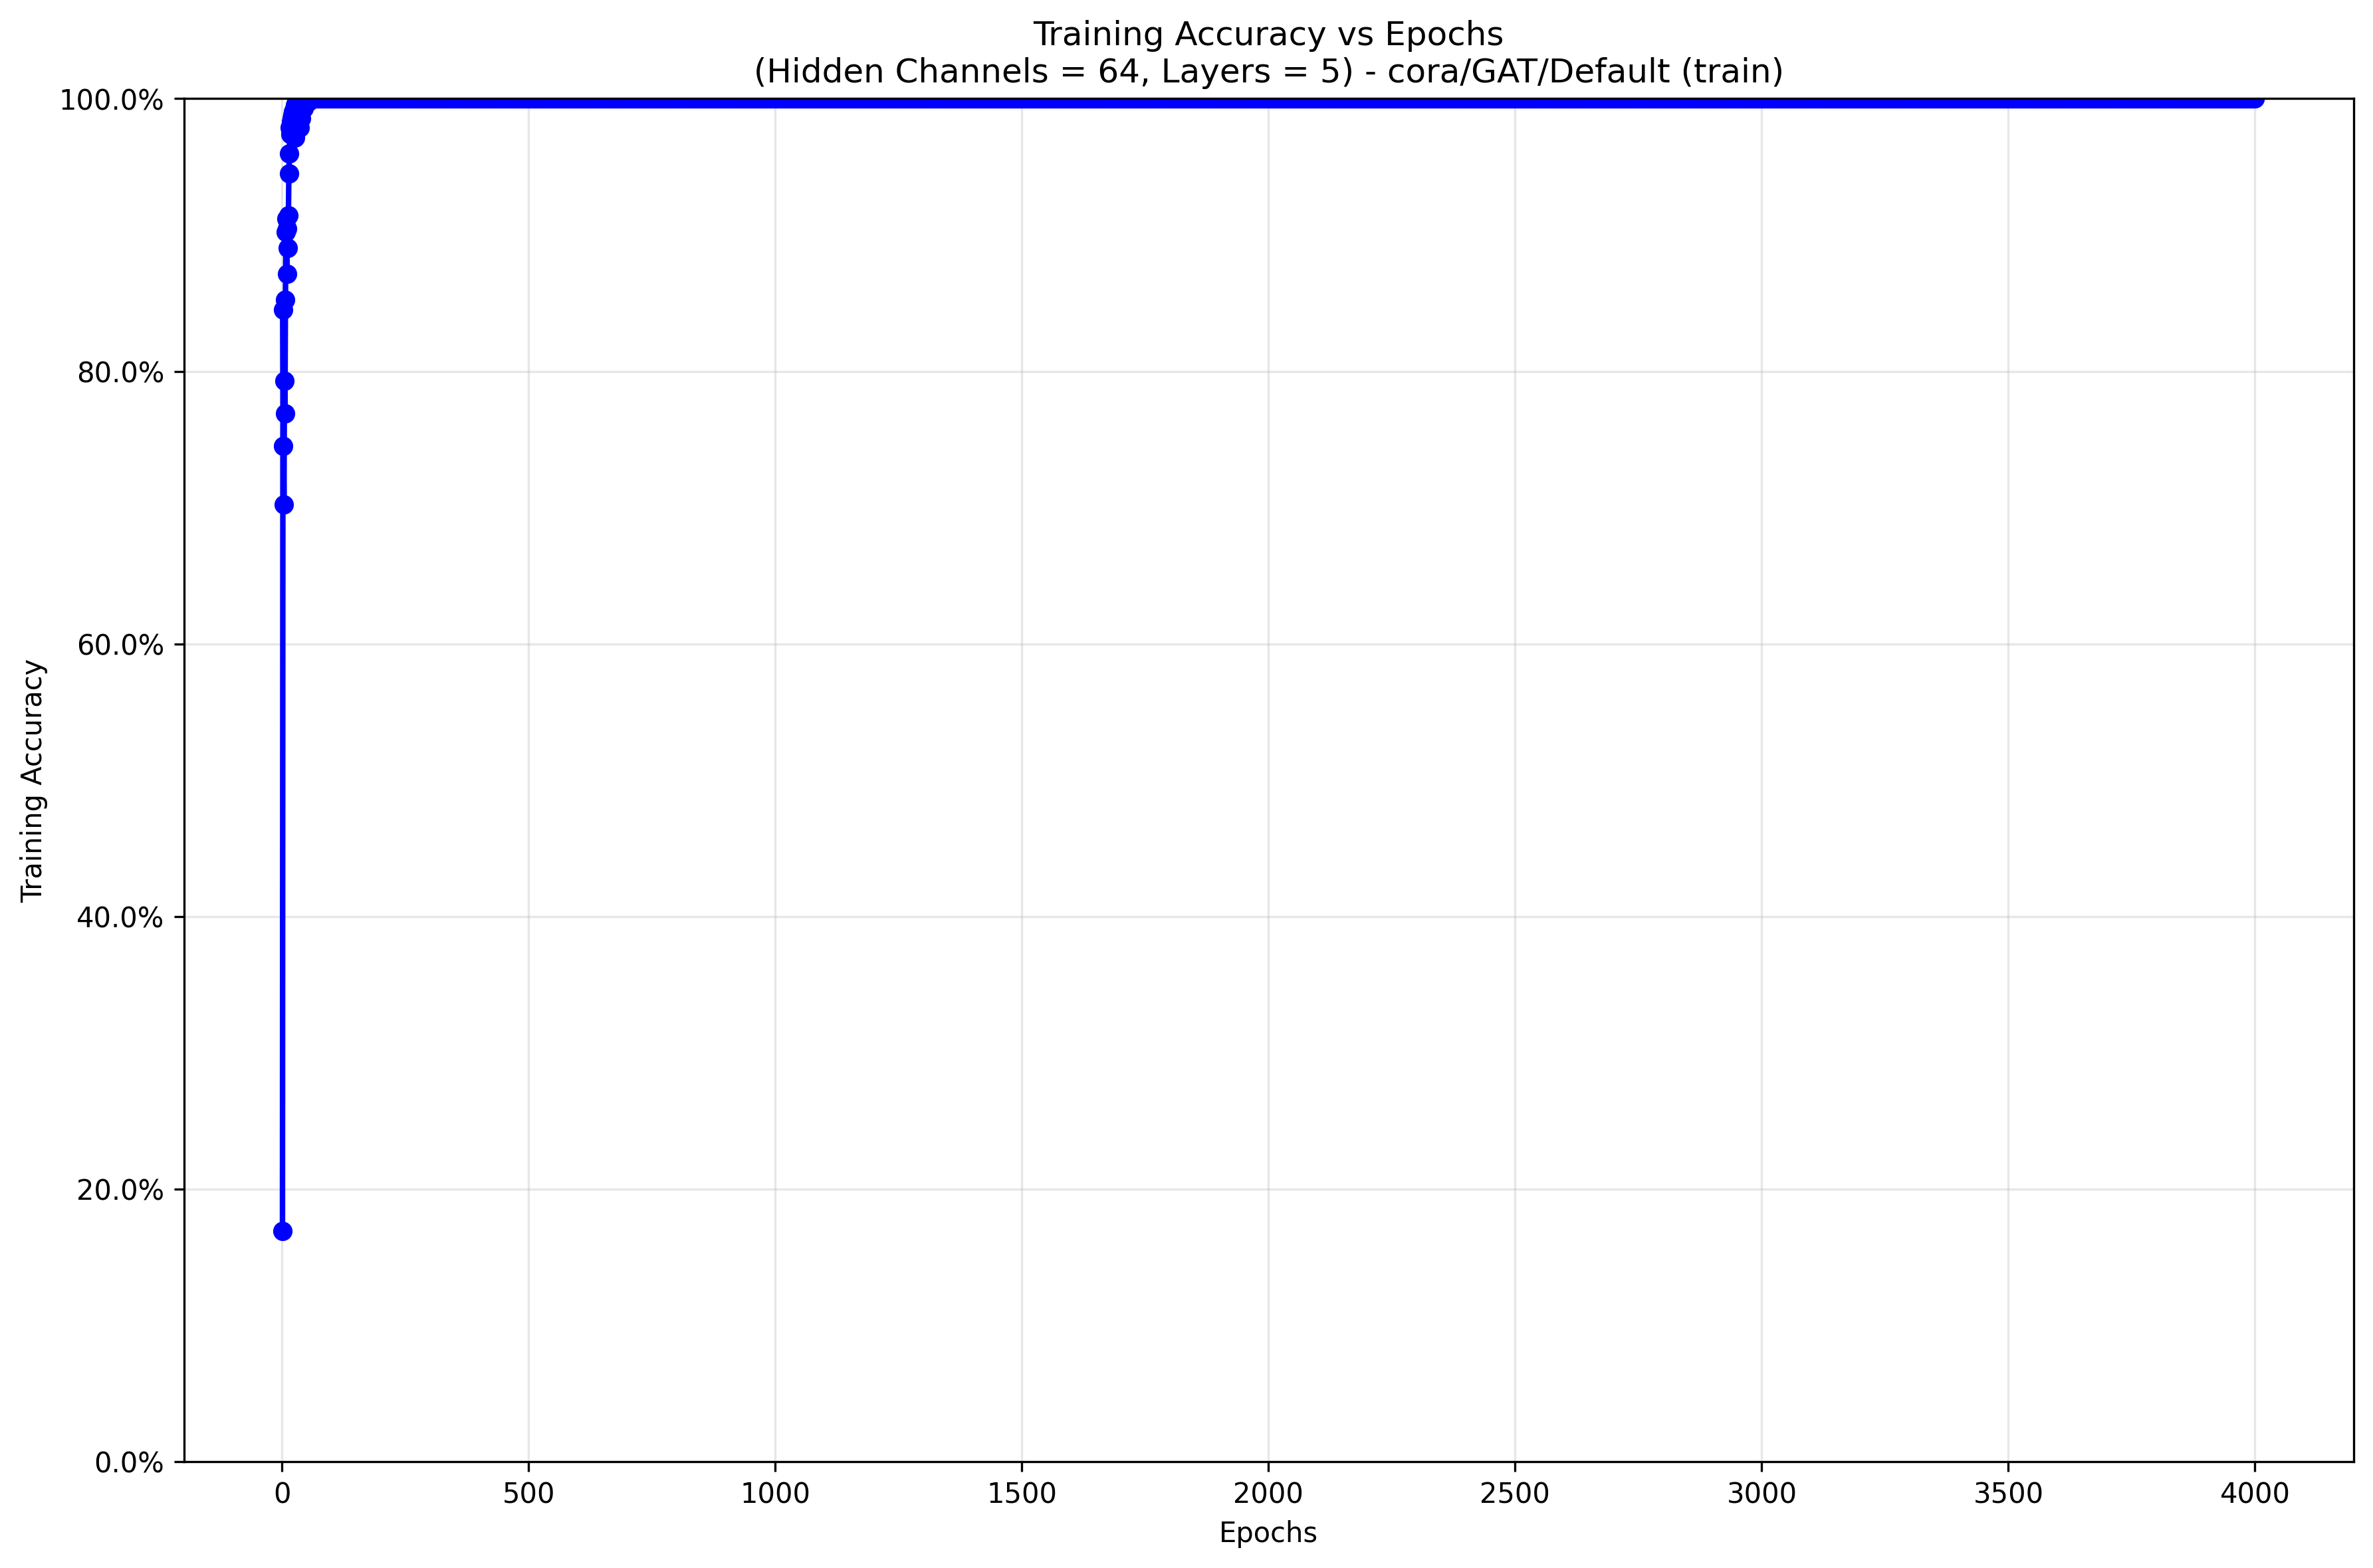 Training Accuracy vs Epochs
(Hidden Channels = 64, Layers = 5) - cora/GAT/Default (train)
100.0%
80.0%
60.0%
40.0%
20.0%
0.0%
Training Accuracy
0 500 1000 1500 2000 2500 3000 3500 4000
Epochs